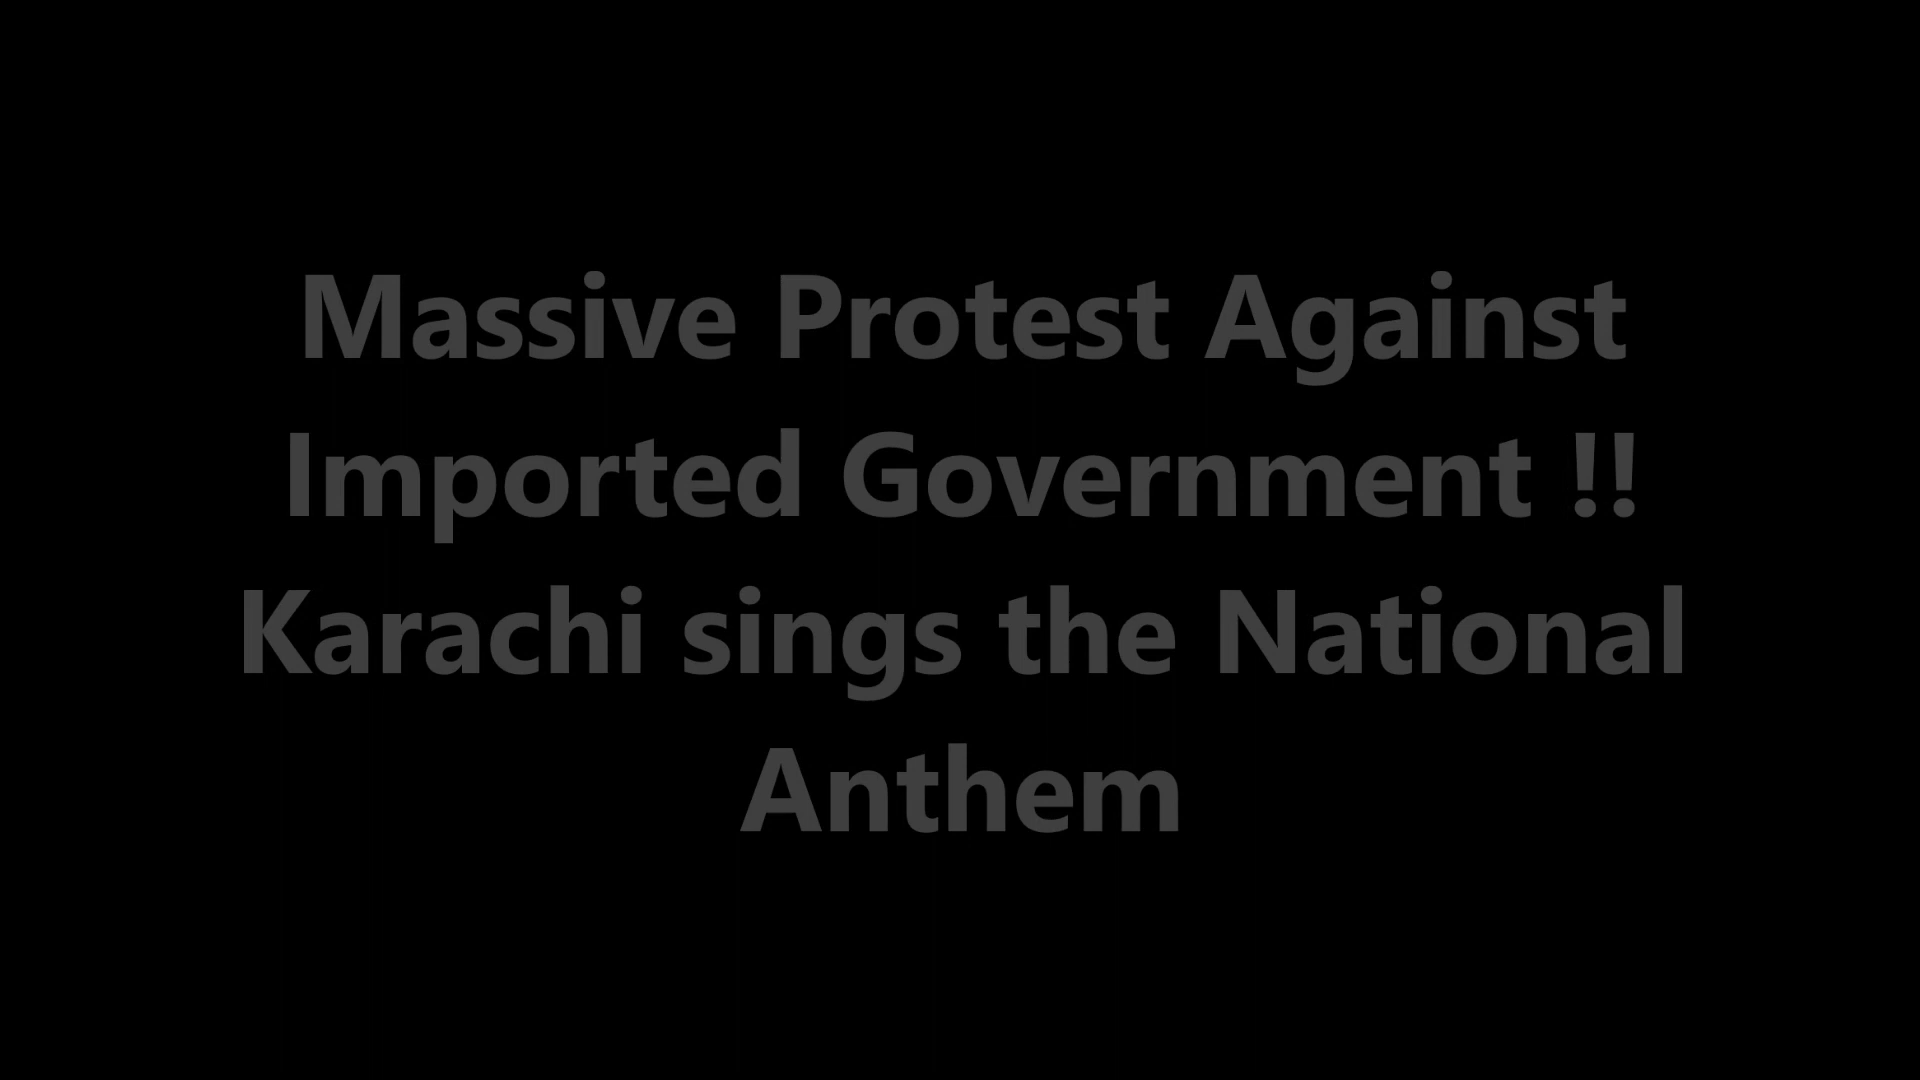 Massive Protest Against
Imported Government !!
Karachi sings the National
Anthem